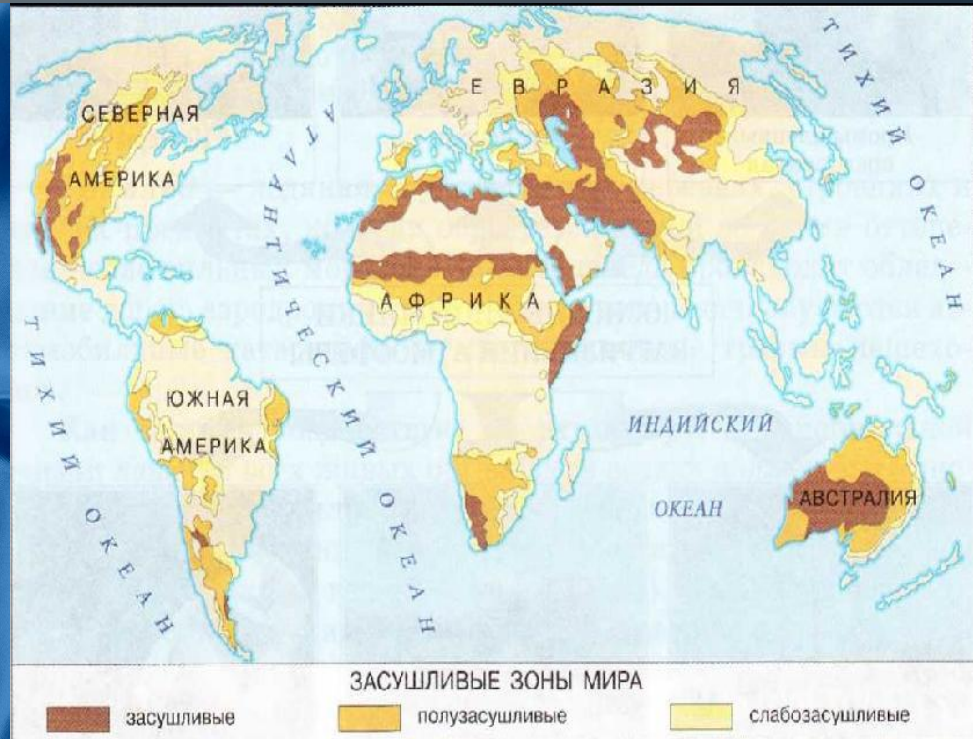 ТИХИЙ ОКЕАН
ЕВРАЗИЯ
СЕВЕРНАЯ
АМЕРИКА
АТЛАНТИЧЕСКИЙ ОКЕАН
АФРИКА
ТИХИЙ ОКЕАН
ЮЖНАЯ
АМЕРИКА
ИНДИЙСКИЙ
ОКЕАН
АВСТРАЛИЯ
ЗАСУШЛИВЫЕ ЗОНЫ МИРА
засушливые
полузасушливые
слабозасушливые